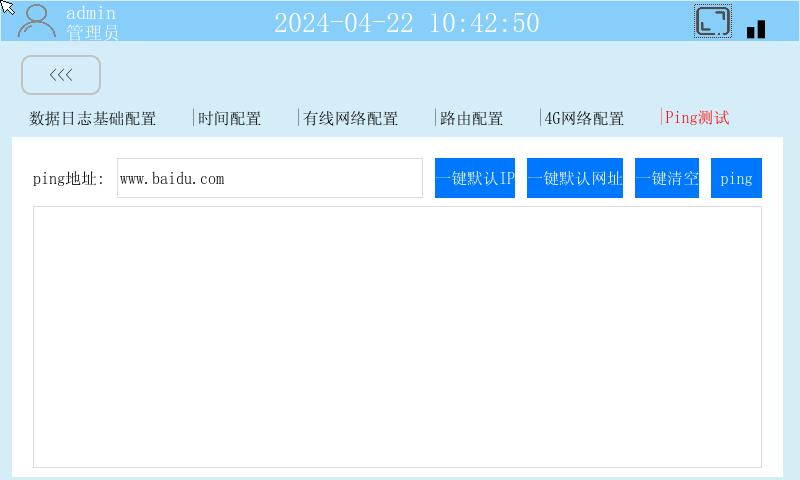 admin
管理员
2024-04-22 10:42:50
<<<
数据日志基础配置 |时间配置 |有线网络配置 |路由配置 |4G网络配置 |Ping测试
ping地址: www.baidu.com 一键默认IP 一键默认网址 一键清空 ping